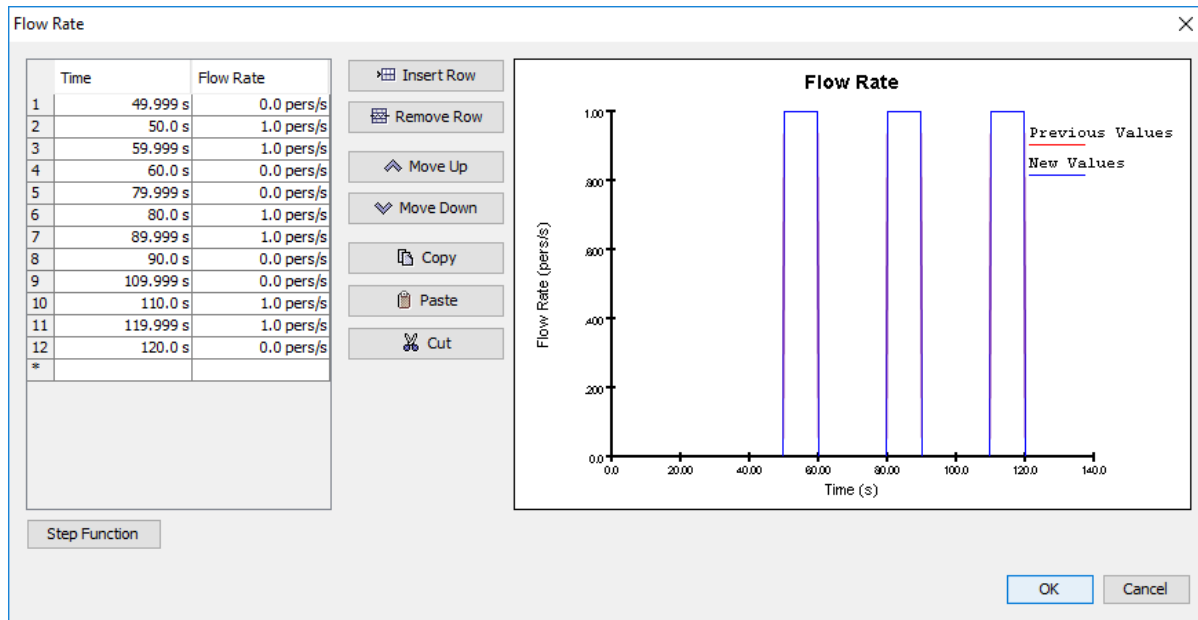 Flow Rate
Time Flow Rate
1 49.999 s 0.0 pers/s
2 50.0 s 1.0 pers/s
3 59.999 s 1.0 pers/s
4 60.0 s 0.0 pers/s
5 79.999 s 0.0 pers/s
6 80.0 s 1.0 pers/s
7 89.999 s 1.0 pers/s
8 90.0 s 0.0 pers/s
9 109.999 s 0.0 pers/s
10 110.0 s 1.0 pers/s
11 119.999 s 1.0 pers/s
12 120.0 s 0.0 pers/s
*
Step Function
Insert Row
Remove Row
Move Up
Move Down
Copy
Paste
Cut
Flow Rate
Previous Values
New Values
Flow Rate (pers/s)
1.00
.800
.600
.400
.200
0.0
0.0 20.00 40.00 60.00 80.00 100.0 120.0 140.0
Time (s)
OK Cancel